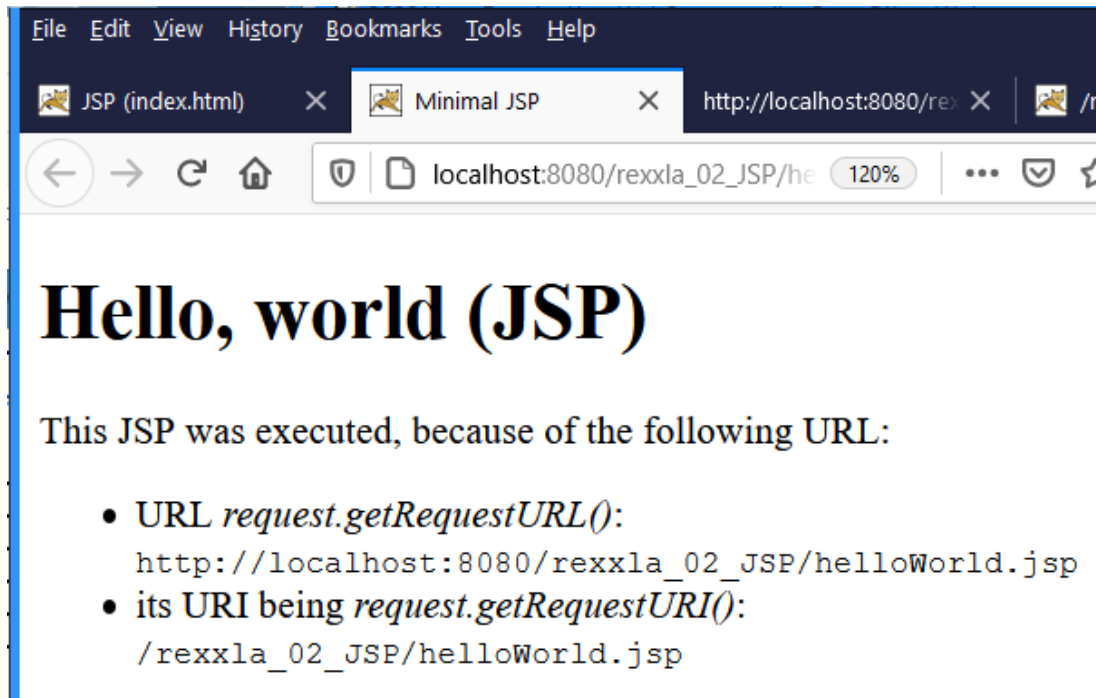 File Edit View History Bookmarks Tools Help
JSP (index.html) Minimal JSP http://localhost:8080/rex
localhost:8080/rexxla_02_JSP/he 120%
Hello, world (JSP)
This JSP was executed, because of the following URL:
• URL request.getRequestURL():
http://localhost:8080/rexxla_02_JSP/helloWorld.jsp
• its URI being request.getRequestURI():
/rexxla_02_JSP/helloWorld.jsp